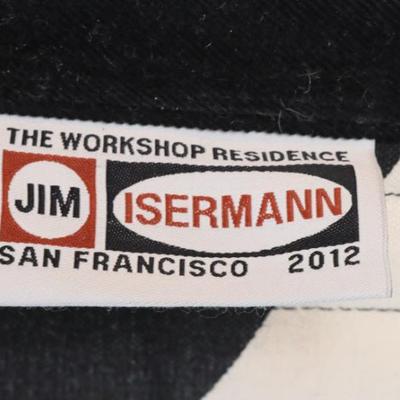 THE WORKSHOP RESIDENCE
JIM ISERMANN
SAN FRANCISCO 2012